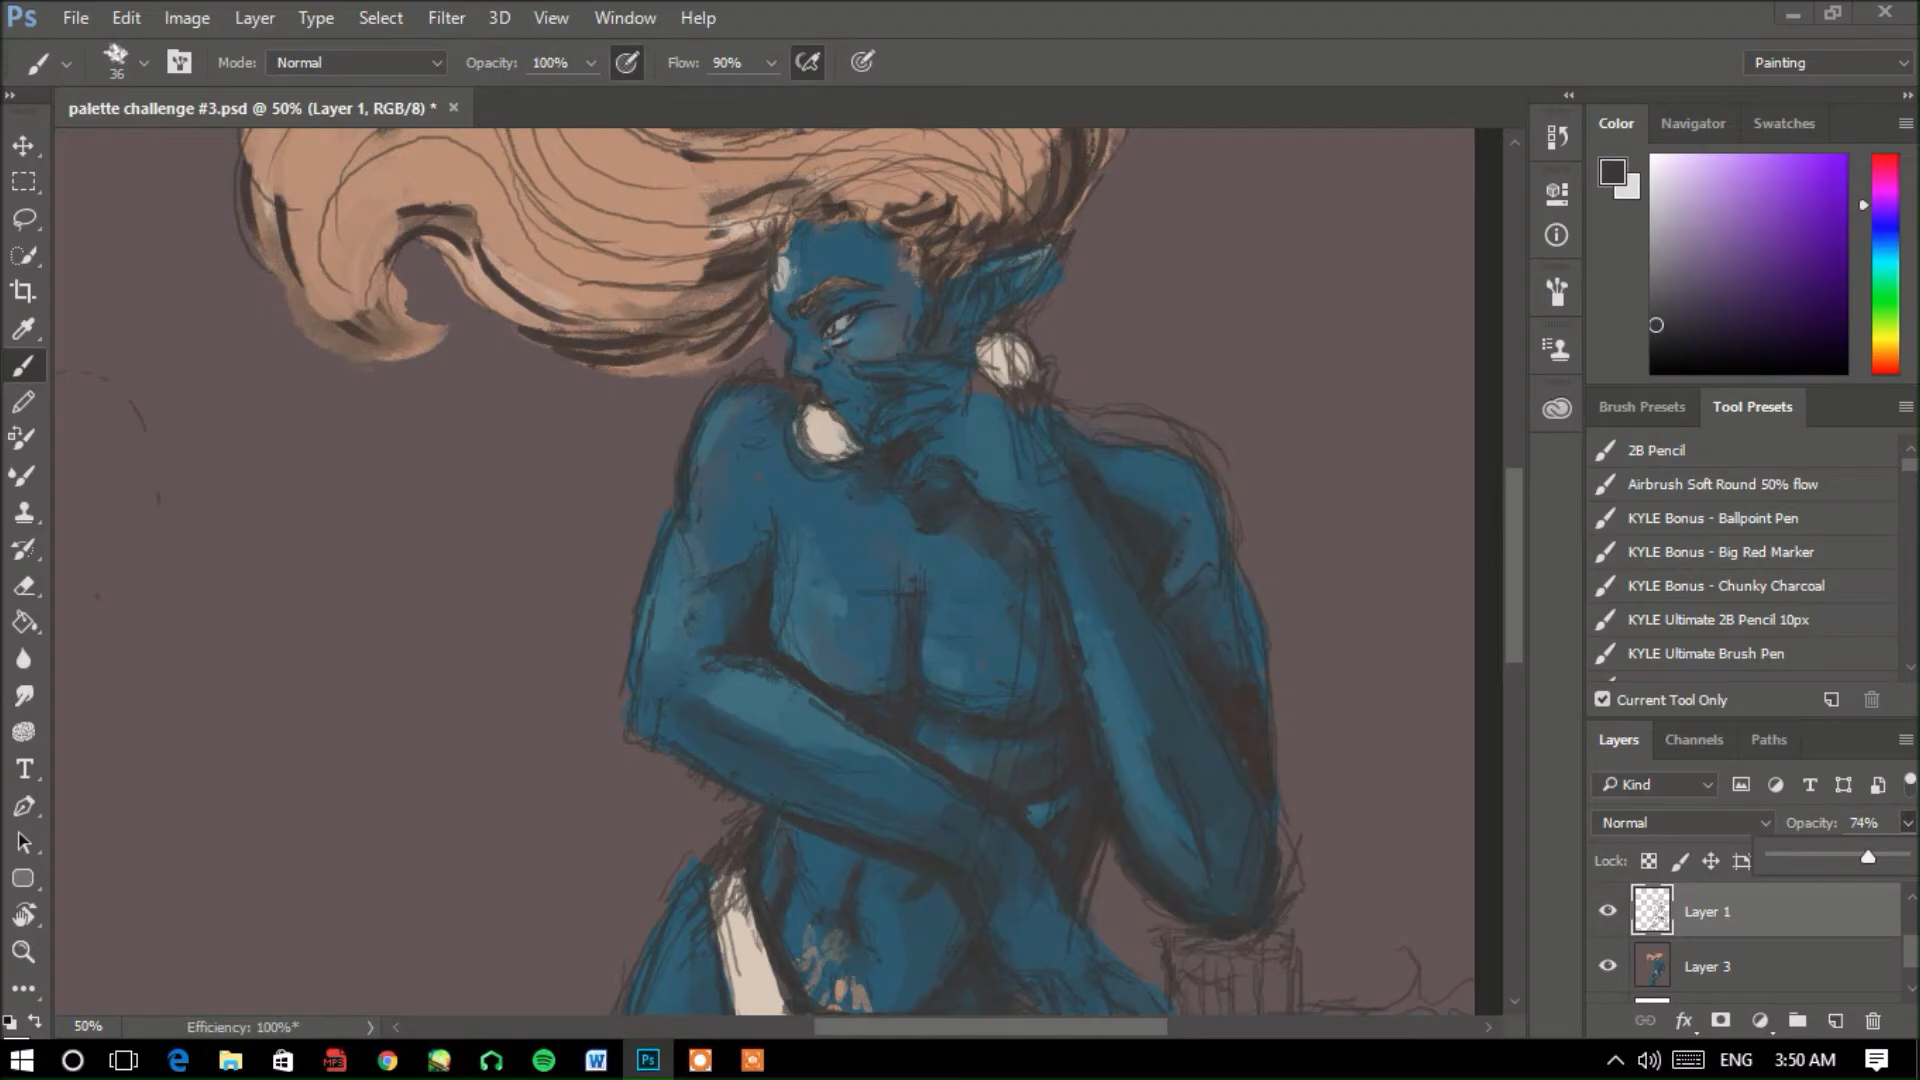 Ps File Edit Image Layer Type Select Filter 3D View Window Help
36 Mode: Normal Opacity: 100% Flow: 90% Painting
palette challenge #3.psd @ 50% (Layer 1, RGB/8) *
Color Navigator Swatches
Brush Presets Tool Presets
2B Pencil
Airbrush Soft Round 50% flow
KYLE Bonus - Ballpoint Pen
KYLE Bonus - Big Red Marker
KYLE Bonus - Chunky Charcoal
KYLE Ultimate 2B Pencil 10px
KYLE Ultimate Brush Pen
Current Tool Only
Layers Channels Paths
Kind
Normal Opacity: 74%
Lock:
Layer 1
Layer 3
50% Efficiency: 100%*
ENG 3:50 AM